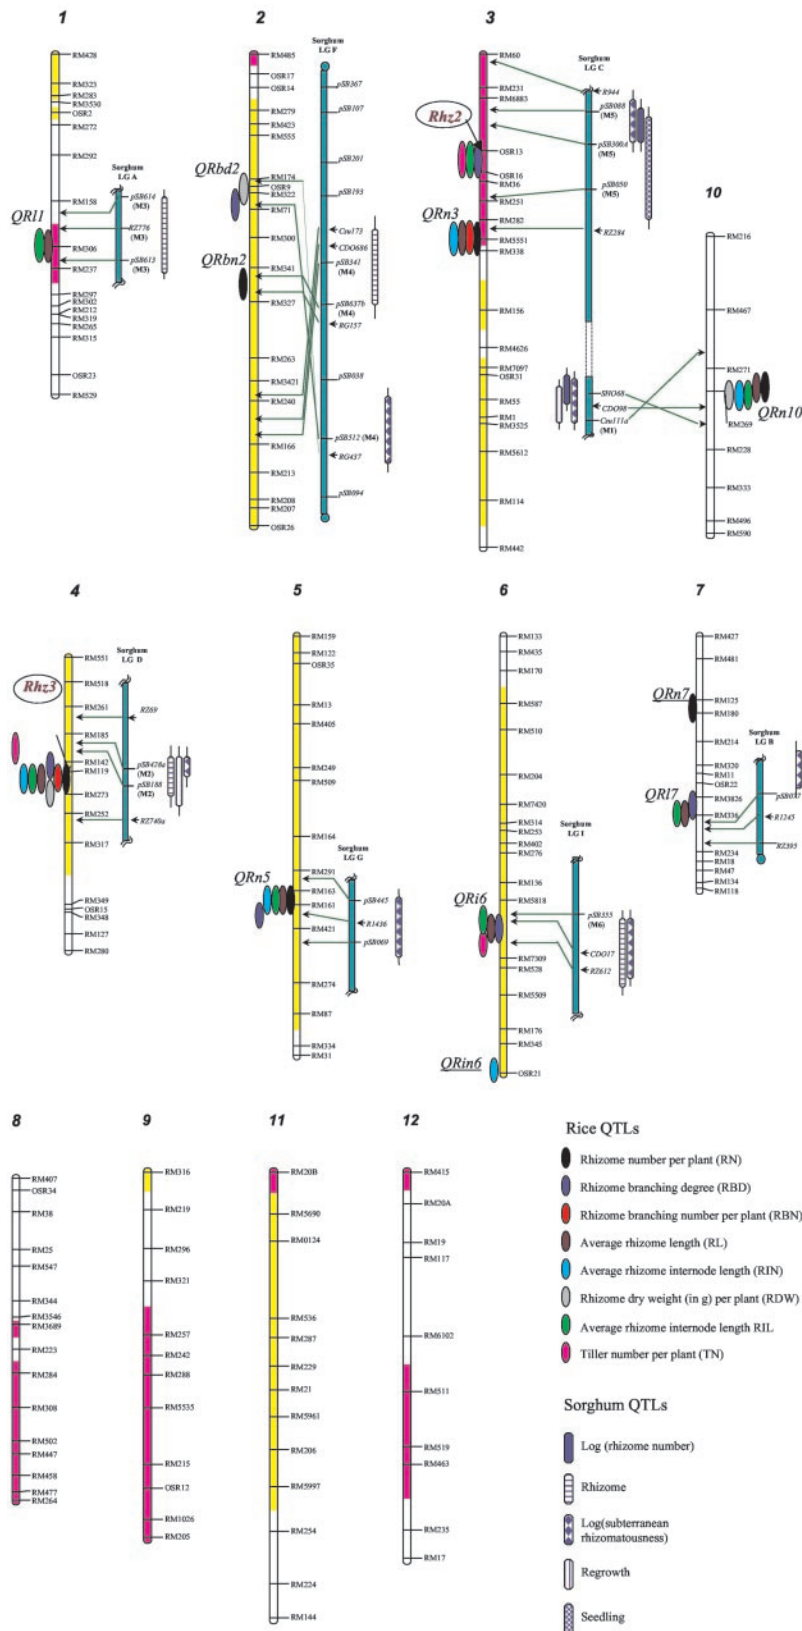 1
RM428
RM323
RM283
RM3530
OSR2
RM272
RM292
RM158
RM306
RM237
RM297
RM302
RM212
RM319
RM265
RM315
OSR23
RM529
QRl1
Sorghum
LG A
pSB614
(M3)
RZ776
(M3)
pSB613
(M3)
2
RM485
OSR17
OSR14
RM279
RM423
RM555
RM174
OSR9
RM322
RM71
RM300
RM341
RM327
RM263
RM3421
RM240
RM166
RM213
RM208
RM207
OSR26
QRbd2
QRbn2
Sorghum
LG F
pSB367
pSB107
pSB201
pSB193
Cnu173
CDO686
pSB341
(M4)
pSB637b
(M4)
RG157
pSB038
pSB312 (M4)
RG437
pSB094
3
RM60
RM231
RM6883
OSR13
OSR16
RM36
RM251
RM282
RM5551
RM338
RM156
RM4626
RM7097
OSR31
RM55
RM1
RM3525
RM5612
RM114
RM442
Rhz2
QRn3
Sorghum
LG C
R944
pSB088
(M5)
pSB300A
(M5)
pSB050
(M5)
RZ284
SHO68
CDO98
Cnu111a
(M1)
10
RM216
RM467
RM271
RM269
RM228
RM333
RM496
RM590
QRn10
4
RM551
RM518
RM261
RM185
RM142
RM119
RM273
RM252
RM317
RM349
OSR15
RM348
RM127
RM280
Rhz3
Sorghum
LG D
RZ69
pSB428a
(M2)
pSB188
(M2)
RZ740a
5
RM159
RM122
OSR35
RM13
RM405
RM249
RM509
RM164
RM291
RM163
RM161
RM421
RM274
RM87
RM334
RM31
QRn5
Sorghum
LG G
pSB445
R1436
pSB069
6
RM133
RM435
RM170
RM587
RM510
RM204
RM7420
RM314
RM253
RM402
RM276
RM136
RM5818
RM7309
RM528
RM5509
RM176
RM345
OSR21
QRi6
QRin6
Sorghum
LG I
pSB355
(M6)
CDO17
RZ612
7
RM427
RM481
RM125
RM180
RM214
RM320
RM11
OSR22
RM3826
RM336
RM234
RM18
RM47
RM134
RM118
QRn7
QRl7
Sorghum
LG B
pSB037
R1245
RZ395
8
RM407
OSR34
RM38
RM25
RM547
RM344
RM3546
RM3689
RM223
RM284
RM308
RM502
RM447
RM458
RM477
RM264
9
RM316
RM219
RM296
RM321
RM257
RM242
RM288
RM5535
RM215
OSR12
RM1026
RM205
11
RM20B
RM5690
RM0124
RM536
RM287
RM229
RM21
RM5961
RM206
RM5997
RM254
RM224
RM144
12
RM415
RM20A
RM19
RM117
RM6102
RM511
RM519
RM463
RM235
RM17
Rice QTLs
Rhizome number per plant (RN)
Rhizome branching degree (RBD)
Rhizome branching number per plant (RBN)
Average rhizome length (RL)
Average rhizome internode length (RIN)
Rhizome dry weight (in g) per plant (RDW)
Average rhizome internode length RIL
Tiller number per plant (TN)
Sorghum QTLs
Log (rhizome number)
Rhizome
Log(subterranean
rhizomatousness)
Regrowth
Seedling